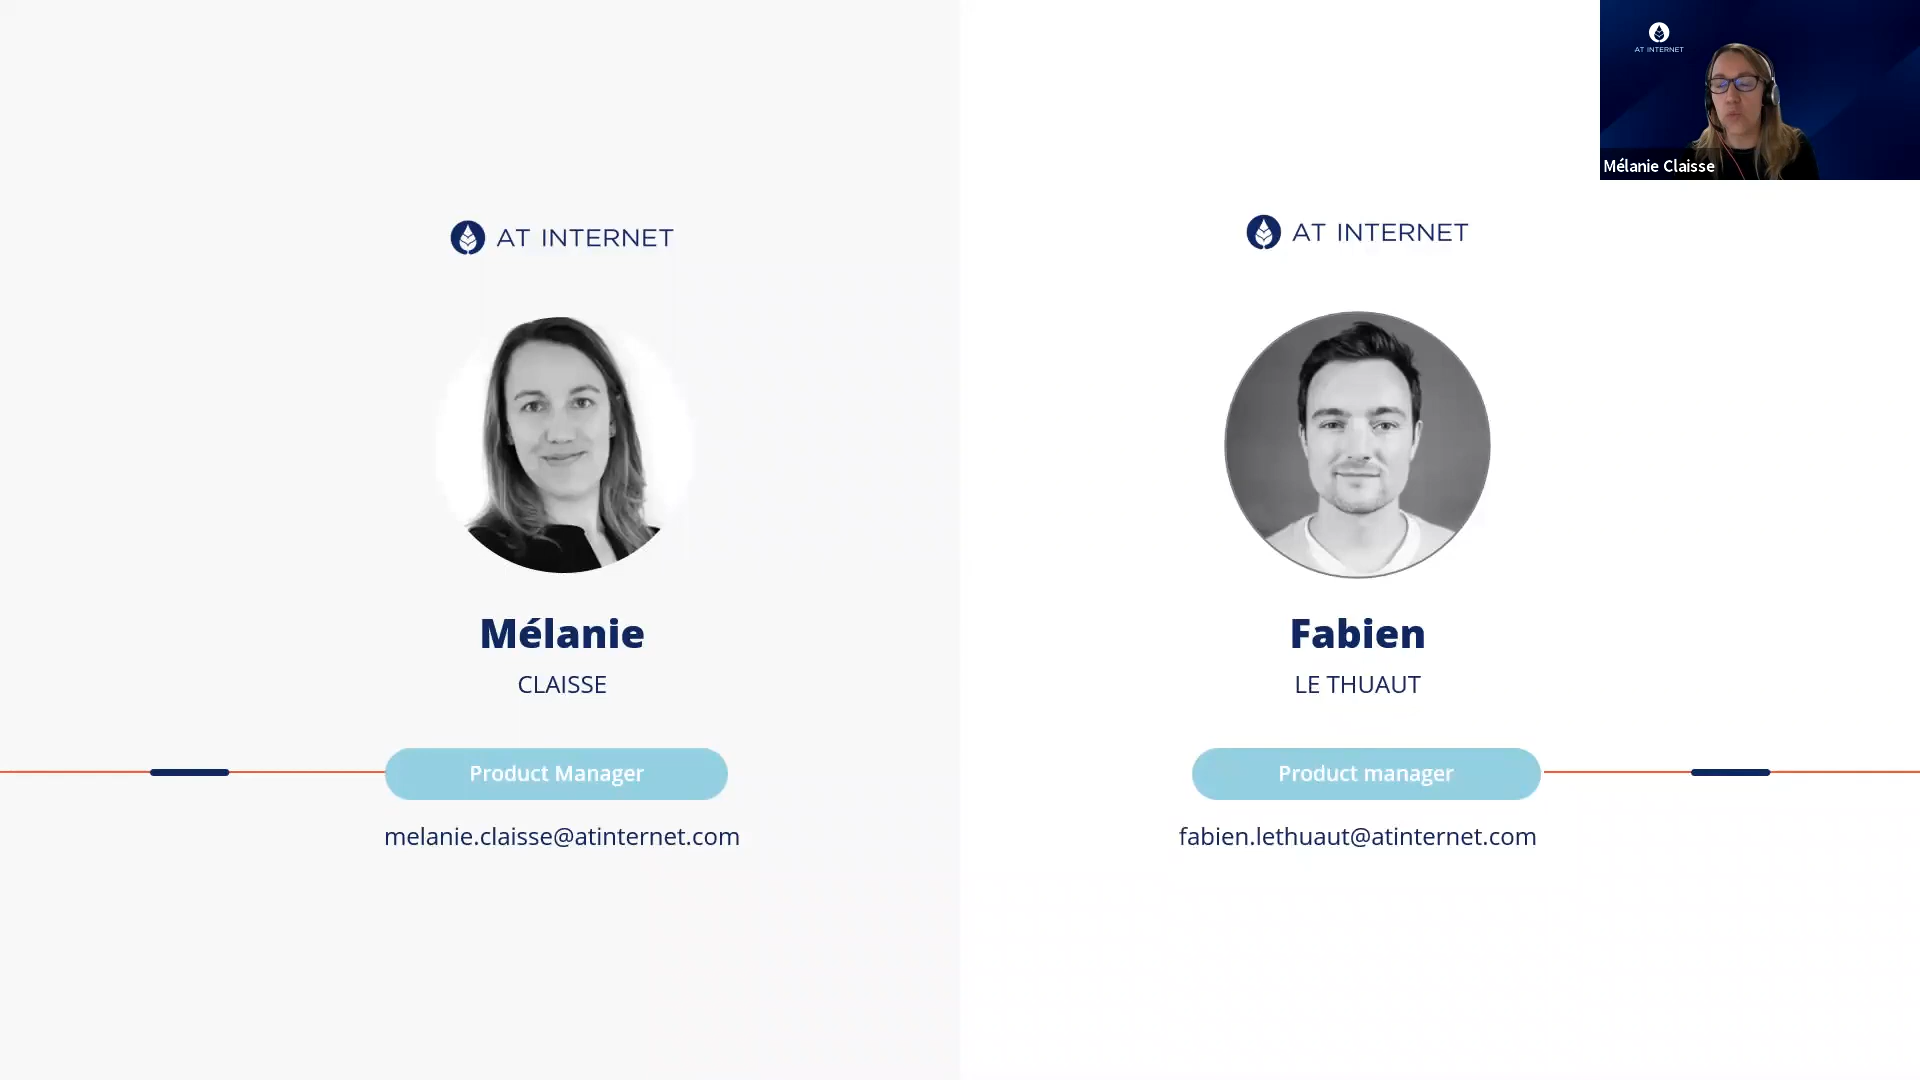 AT INTERNET
Mélanie Claisse
AT INTERNET
Mélanie
CLAISSE
Product Manager
melanie.claisse@atinternet.com
AT INTERNET
Fabien
LE THUAUT
Product manager
fabien.lethuaut@atinternet.com